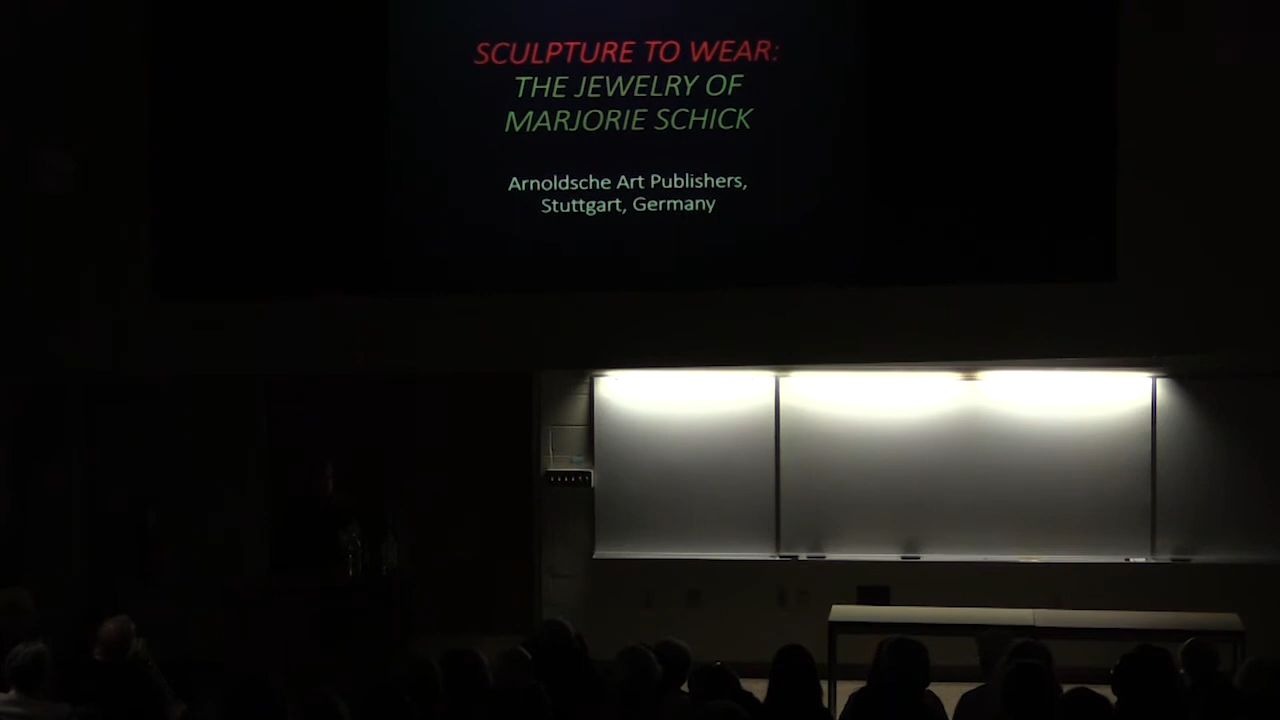 SCULPTURE TO WEAR:
THE JEWELRY OF
MARJORIE SCHICK
Arnoldsche Art Publishers,
Stuttgart, Germany